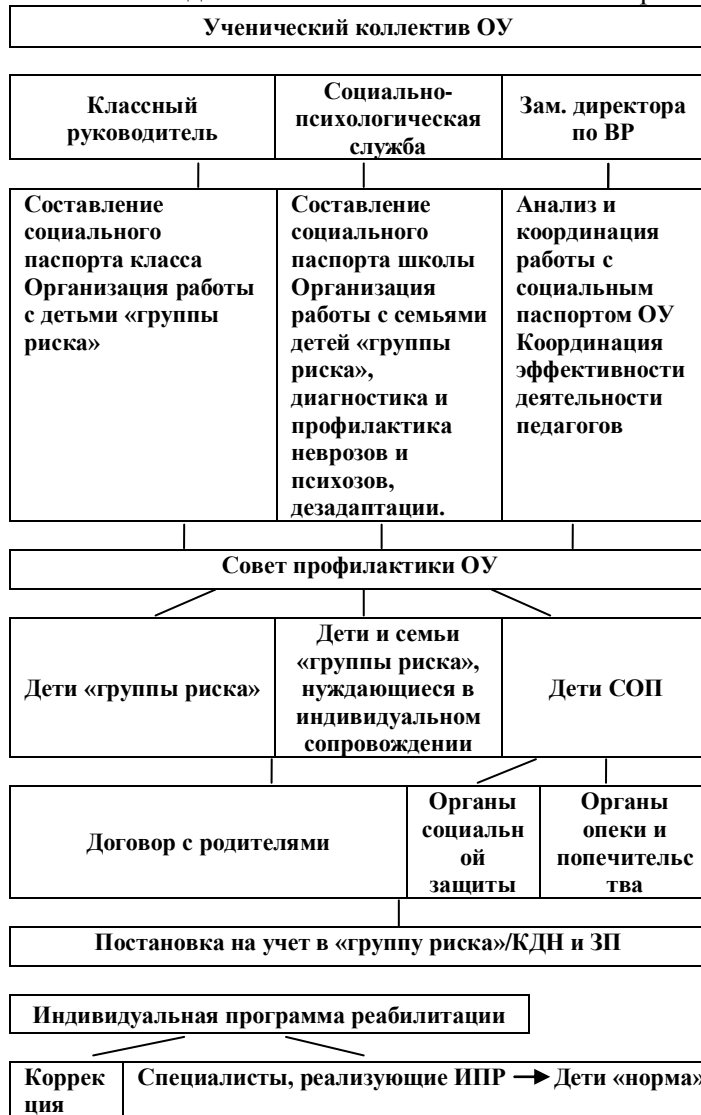 Ученический коллектив ОУ
Классный
руководитель
Социально-
психологическая
служба
Зам. директора
по ВР
Составление
социального
паспорта класса
Организация работы
с детьми «группы
риска»
Составление
социального
паспорта школы
Организация
работы с семьями
детей «группы
риска»,
диагностика и
профилактика
неврозов и
психозов,
дезадаптации.
Анализ и
координация
работы с
социальным
паспортом ОУ
Координация
эффективности
деятельности
педагогов
Совет профилактики ОУ
Дети «группы риска»
Дети и семьи
«группы риска»,
нуждающиеся в
индивидуальном
сопровождении
Дети СОП
Договор с родителями
Органы
социальн
ой
защиты
Органы
опеки и
попечительс
тва
Постановка на учет в «группу риска»/КДН и ЗП
Индивидуальная программа реабилитации
Коррек
ция
Специалисты, реализующие ИПР → Дети «норма»